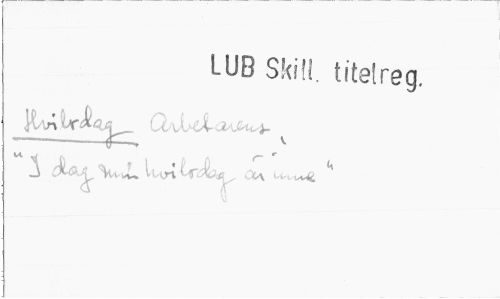 LUB Skill. titelreg.
Hvilodag Arbetarens,
"I dag min hvilodag är inne"